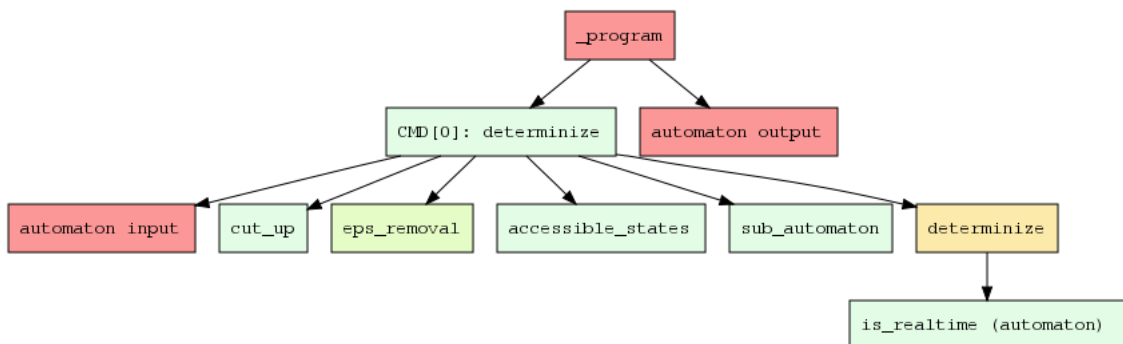 _program
CMD[0]: determinize
automaton output
automaton input
cut_up
eps_removal
accessible_states
sub_automaton
determinize
is_realtime (automaton)